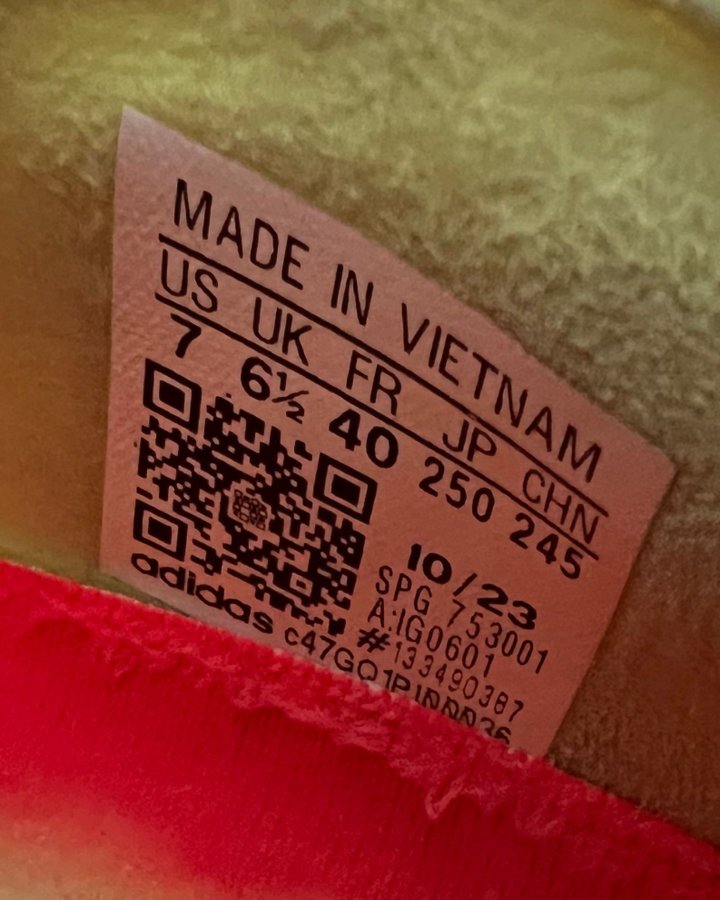 MADE IN VIETNAM
US UK FR JP CHN
7 6½ 40 250 245
10/23
SPG 753001
A:IG0601
#133490387
adidas